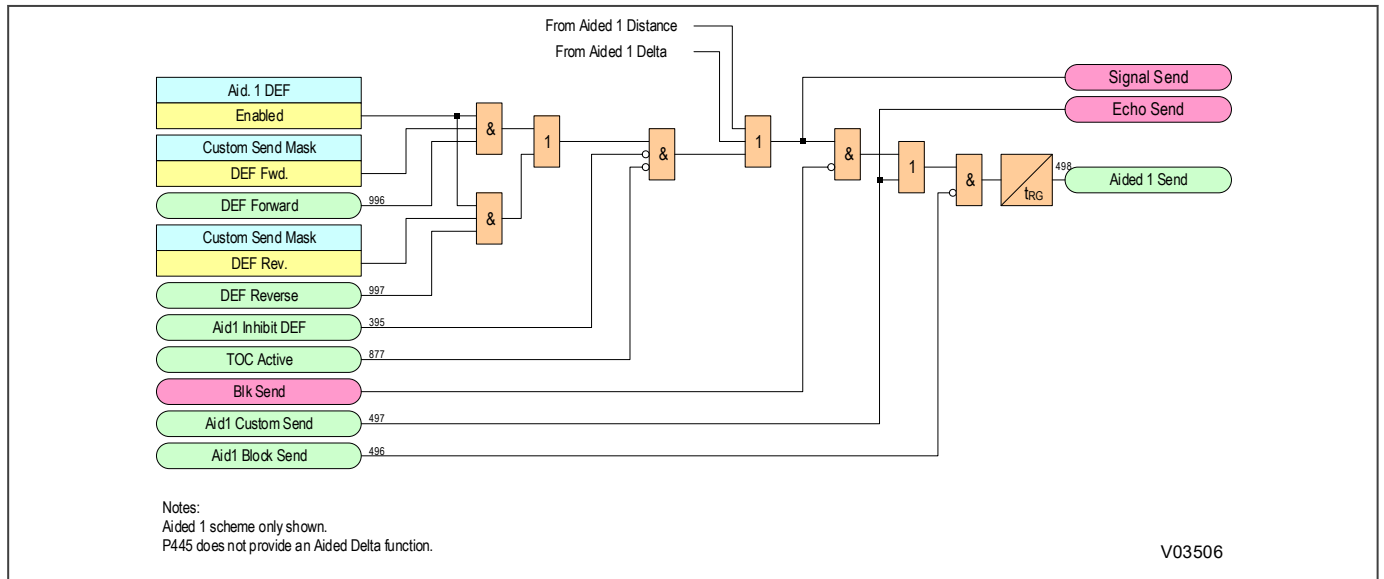 From Aided 1 Distance
From Aided 1 Delta
Aid. 1 DEF
Enabled
Custom Send Mask
DEF Fwd.
DEF Forward
996
Custom Send Mask
DEF Rev.
DEF Reverse
997
Aid1 Inhibit DEF
395
TOC Active
877
Blk Send
Aid1 Custom Send
497
Aid1 Block Send
496
&
1
&
&
1
&
1
&
tRG
498
Signal Send
Echo Send
Aided 1 Send
Notes:
Aided 1 scheme only shown.
P445 does not provide an Aided Delta function.
V03506